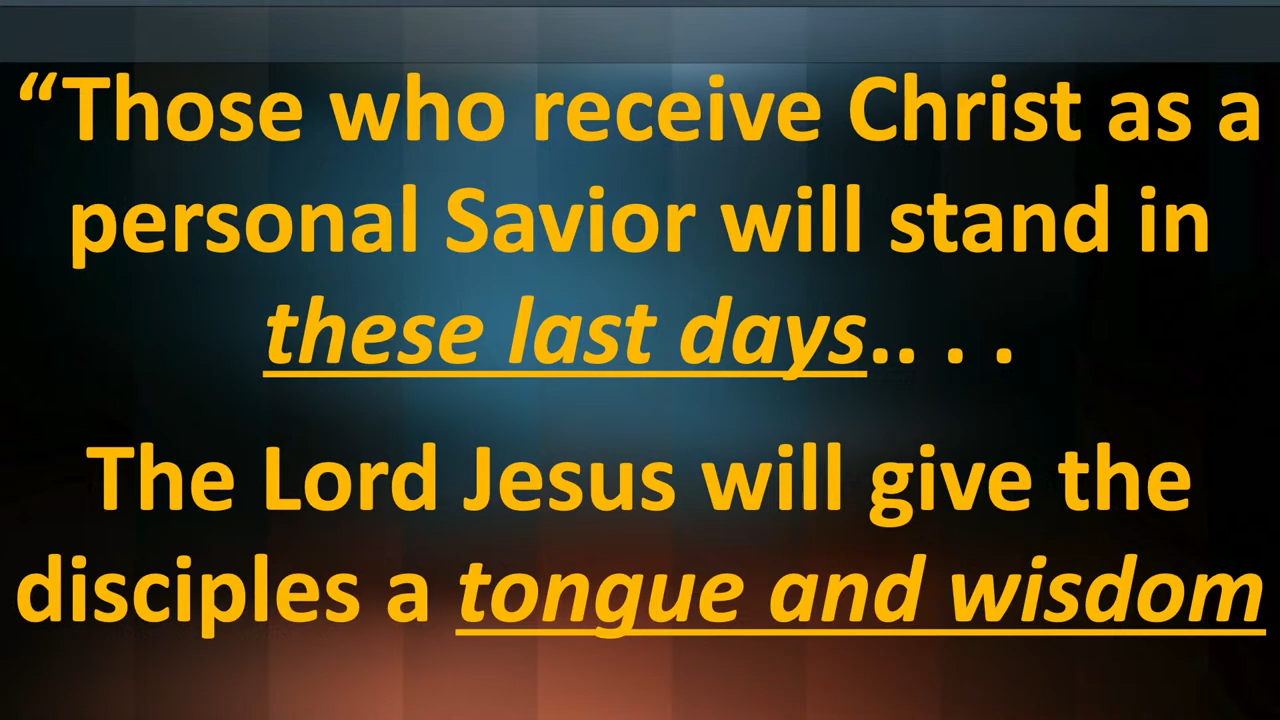 “Those who receive Christ as a
personal Savior will stand in
these last days.. . .
The Lord Jesus will give the
disciples a tongue and wisdom